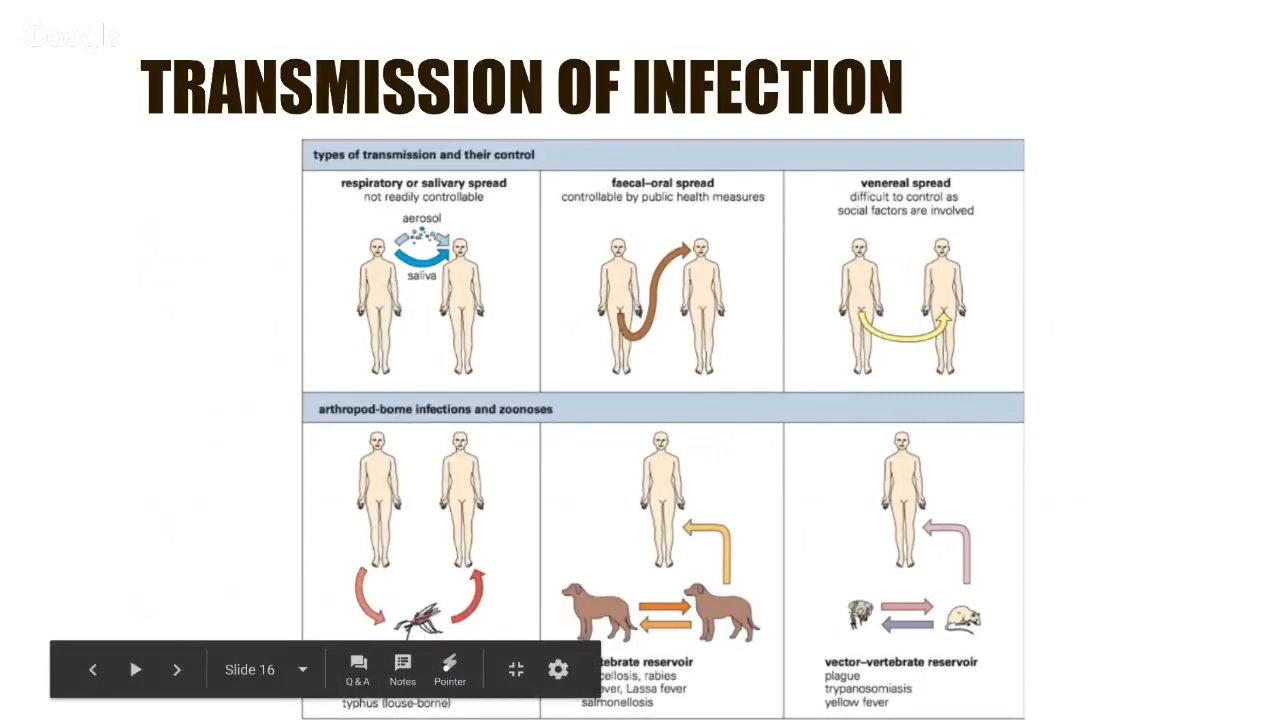 Google
TRANSMISSION OF INFECTION
types of transmission and their control
respiratory or salivary spread
not readily controllable
aerosol
saliva
faecal–oral spread
controllable by public health measures
venereal spread
difficult to control as
social factors are involved
arthropod-borne infections and zoonoses
typhus (louse-borne)
reservoir
rabies
Lassa fever
salmonellosis
vector–vertebrate reservoir
plague
trypanosomiasis
yellow fever
Slide 16
Q & A
Notes
Pointer